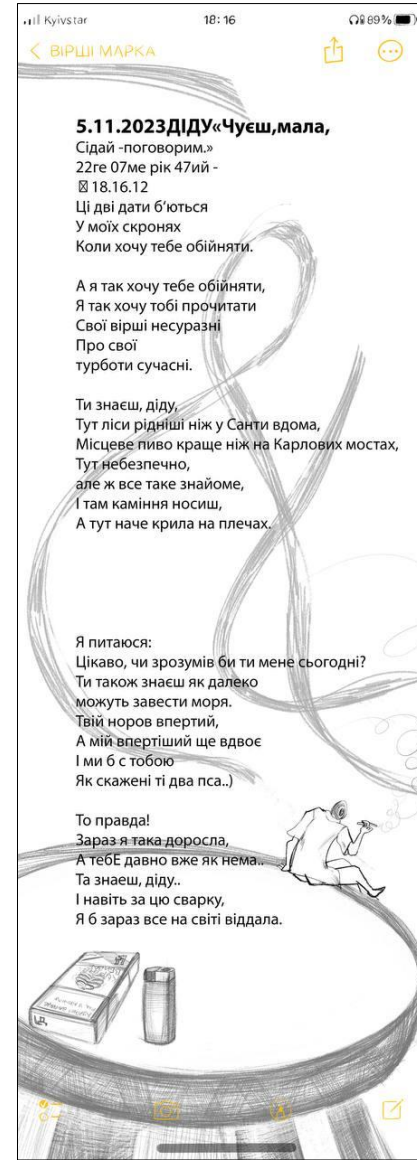 Kyivstar 18:16 89%
ВІРШІ МАРКА
5.11.2023ДІДУ«Чуєш,мала,
Сідай -поговорим.»
22ге 07ме рік 47ий -
18.16.12
Ці дві дати б‘ються
У моїх скронях
Коли хочу тебе обійняти.
А я так хочу тебе обійняти,
Я так хочу тобі прочитати
Свої вірші несуразні
Про свої
турботи сучасні.
Ти знаєш, діду,
Тут ліси рідніші ніж у Санти вдома,
Місцеве пиво краще ніж на Карлових мостах,
Тут небезпечно,
але ж все таке знайоме,
І там каміння носиш,
А тут наче крила на плечах.
Я питаюся:
Цікаво, чи зрозумів би ти мене сьогодні?
Ти також знаєш як далеко
можуть завести моря.
Твій норов впертий,
А мій впертіший ще вдвоє
І ми б с тобою
Як скажені ті два пса..)
То правда!
Зараз я така доросла,
А тебЕ давно вже як нема..
Та знаеш, діду..
І навіть за цю сварку,
Я б зараз все на світі віддала.